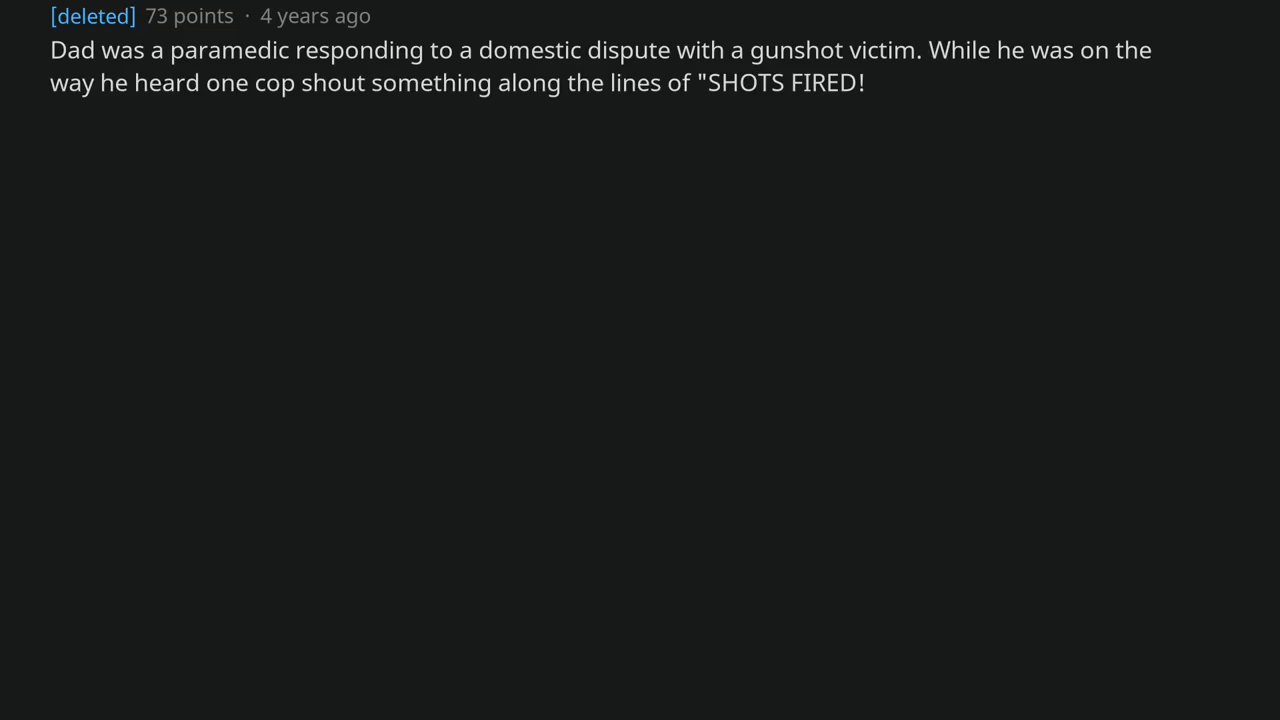 [deleted] 73 points · 4 years ago
Dad was a paramedic responding to a domestic dispute with a gunshot victim. While he was on the
way he heard one cop shout something along the lines of "SHOTS FIRED!